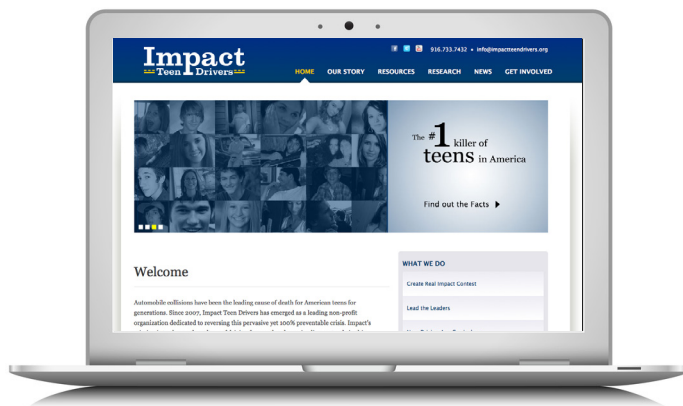 Impact
Teen Drivers
916.733.7432 • info@impactteendrivers.org
HOME OUR STORY RESOURCES RESEARCH NEWS GET INVOLVED
The #1 killer of
teens in America
Find out the Facts
Welcome
Automobile collisions have been the leading cause of death for American teens for
generations. Since 2007, Impact Teen Drivers has emerged as a leading non-profit
organization dedicated to reversing this pervasive yet 100% preventable crisis. Impact's
WHAT WE DO
Create Real Impact Contest
Lead the Leaders